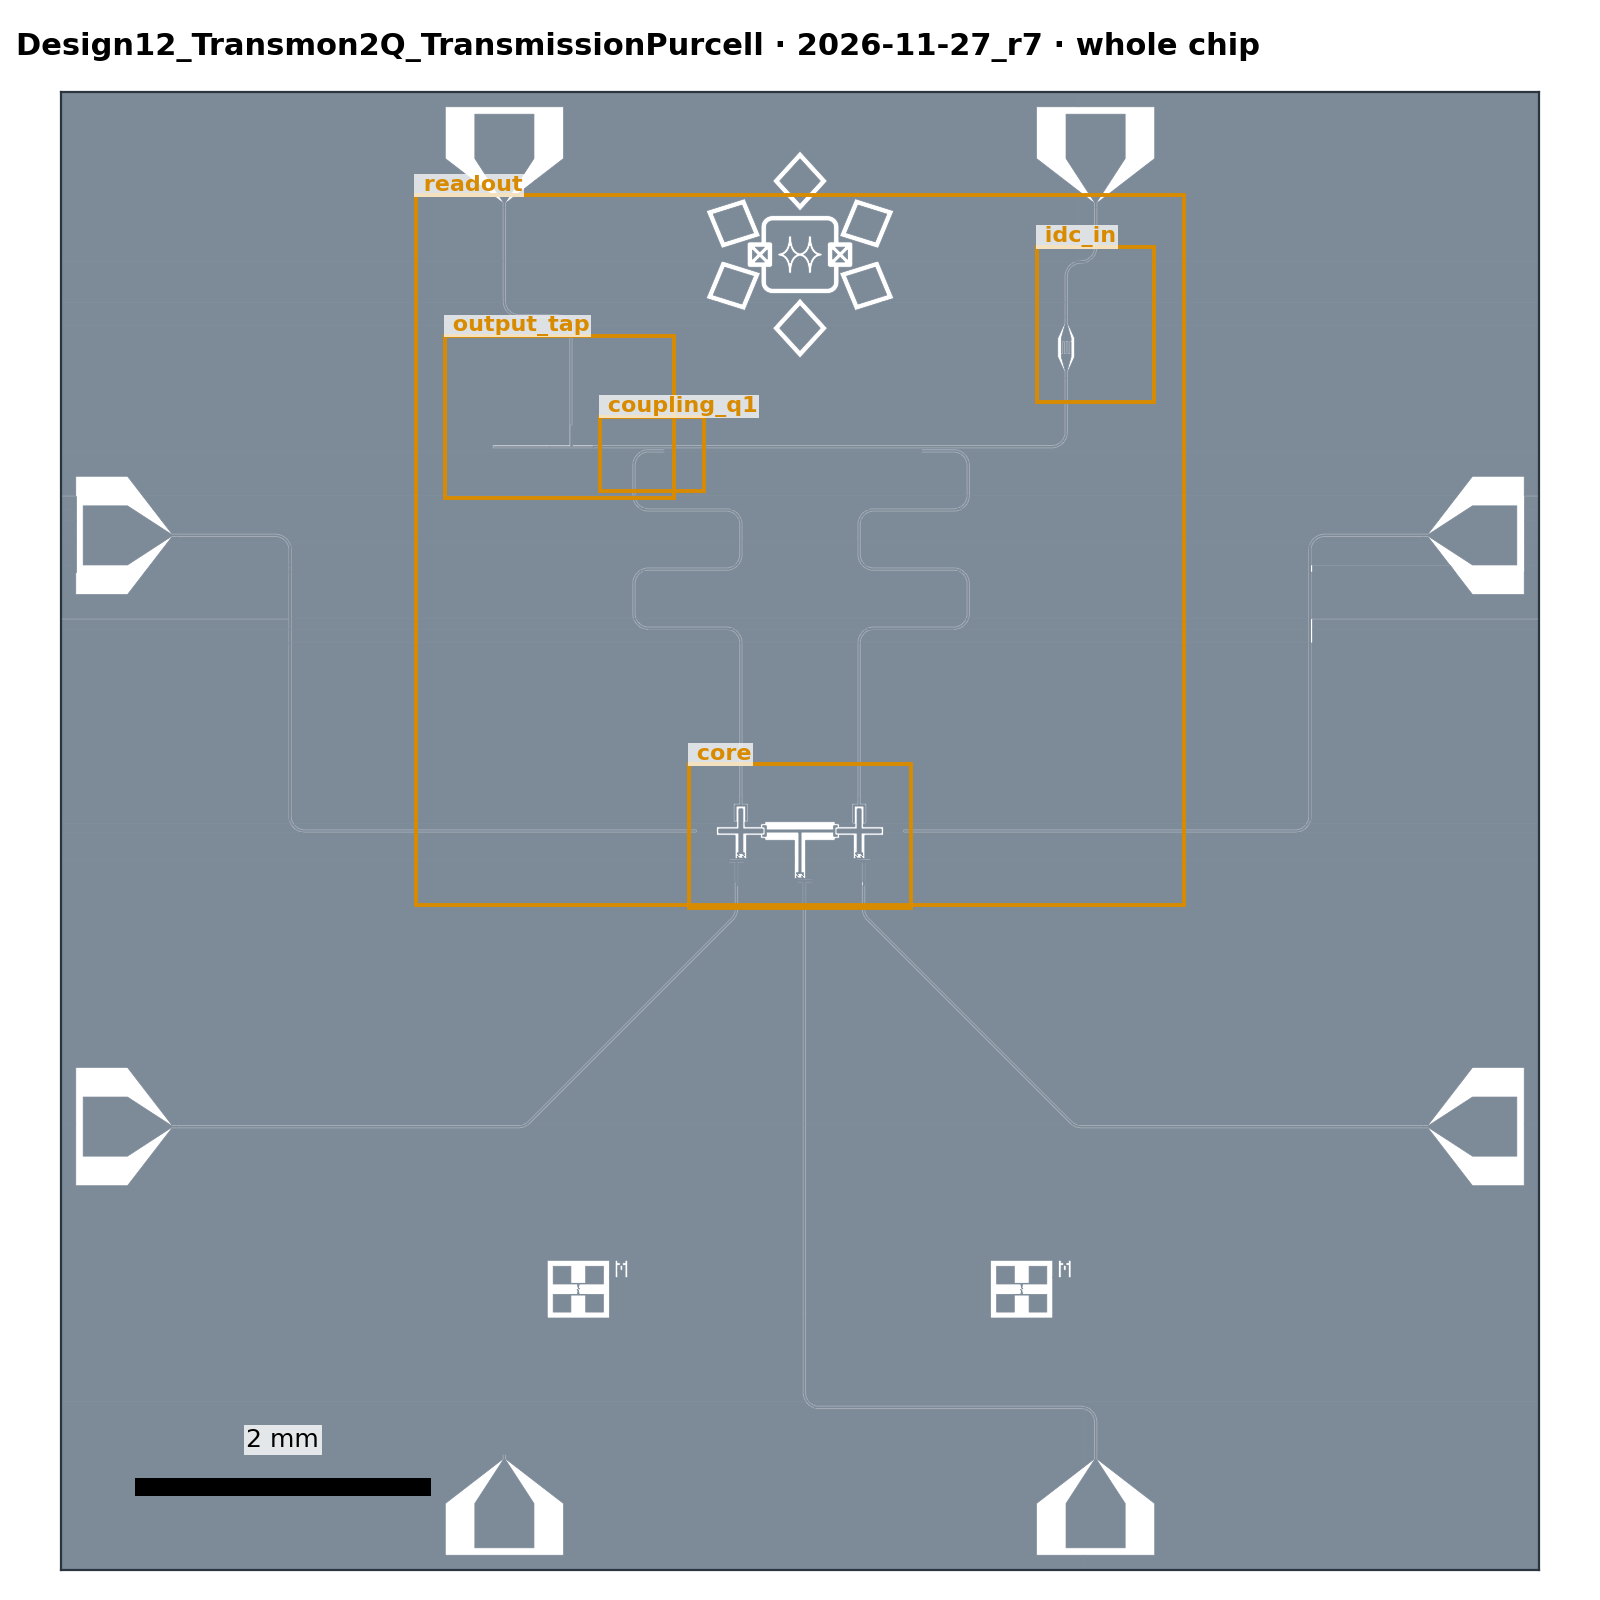 Design12_Transmon2Q_TransmissionPurcell · 2026-11-27_r7 · whole chip
readout
idc_in
output_tap
coupling_q1
core
2 mm